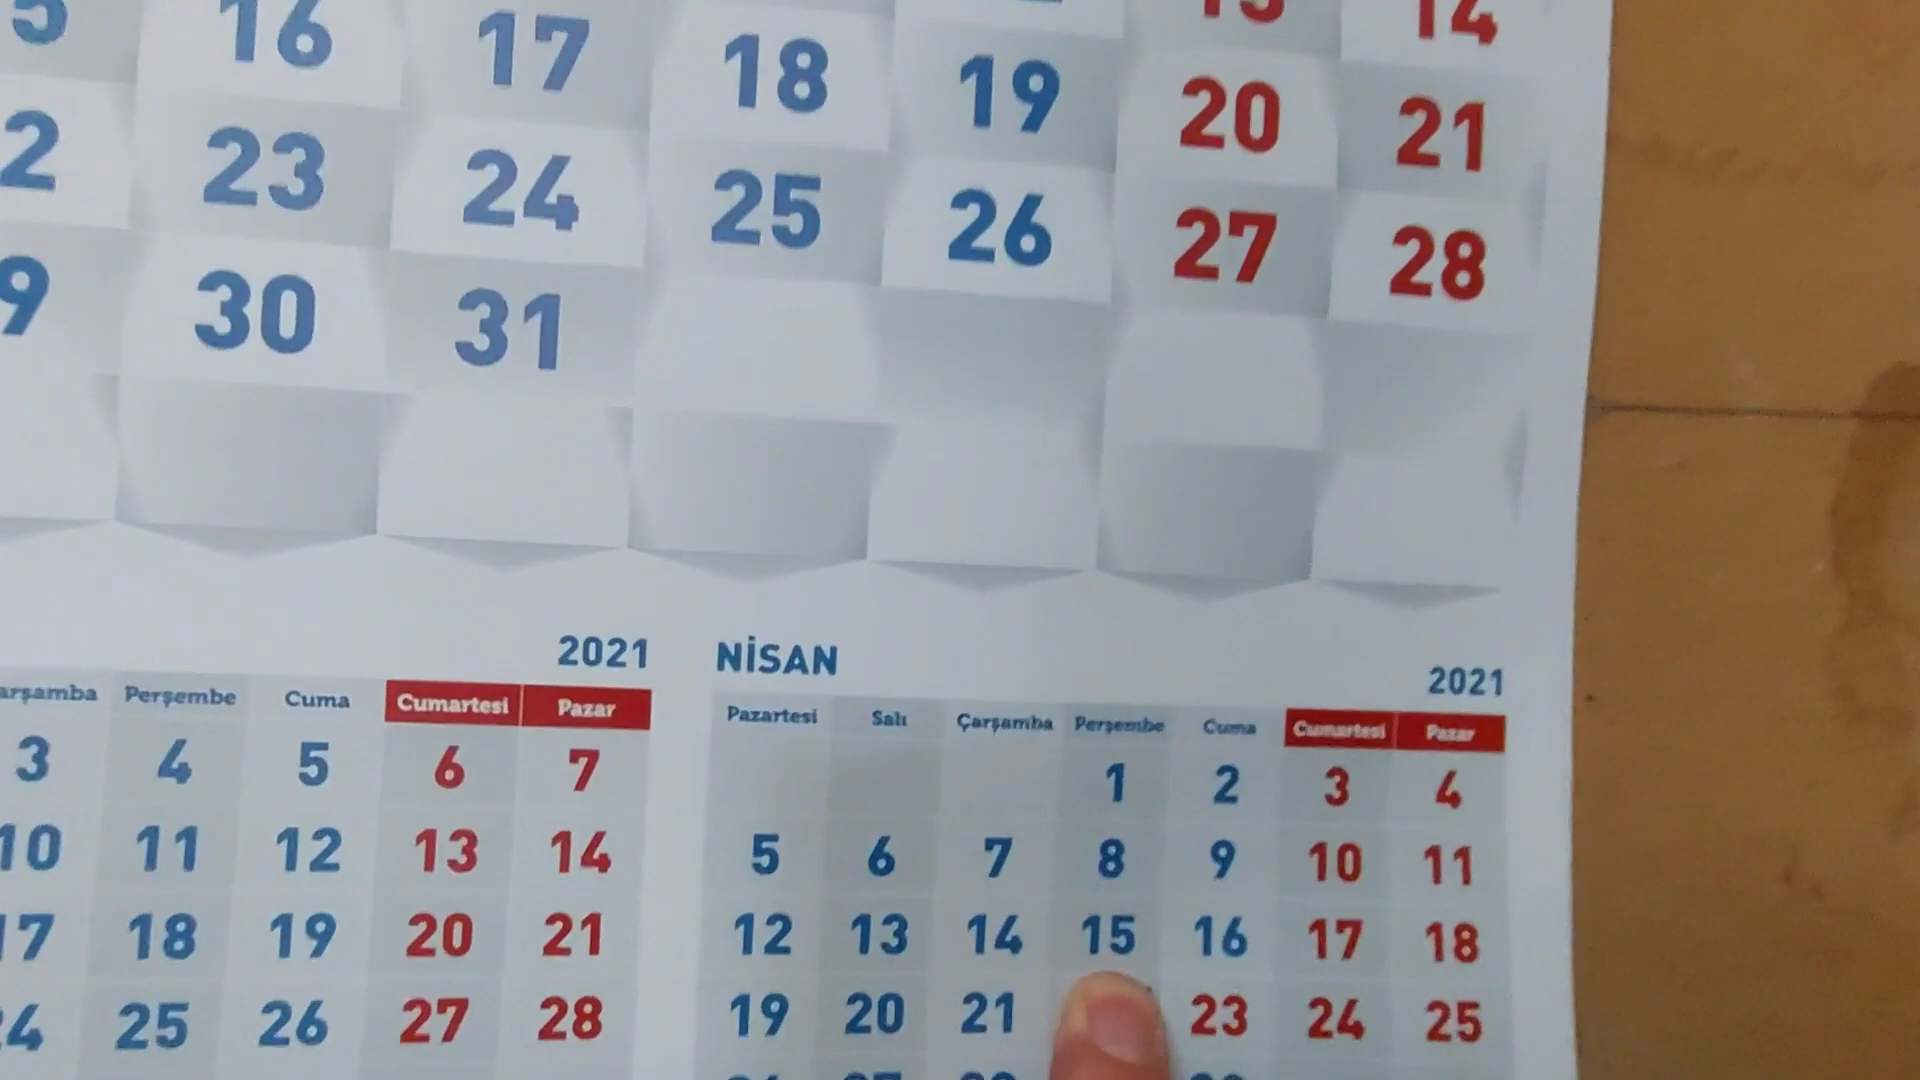 16 17 18 19 20 21
23 24 25 26 27 28
30 31
2021
Perşembe Cuma Cumartesi Pazar
3 4 5 6 7
10 11 12 13 14
17 18 19 20 21
25 26 27 28
NİSAN 2021
Pazartesi Salı Çarşamba Perşembe Cuma Cumartesi Pazar
1 2 3 4
5 6 7 8 9 10 11
12 13 14 15 16 17 18
19 20 21 23 24 25